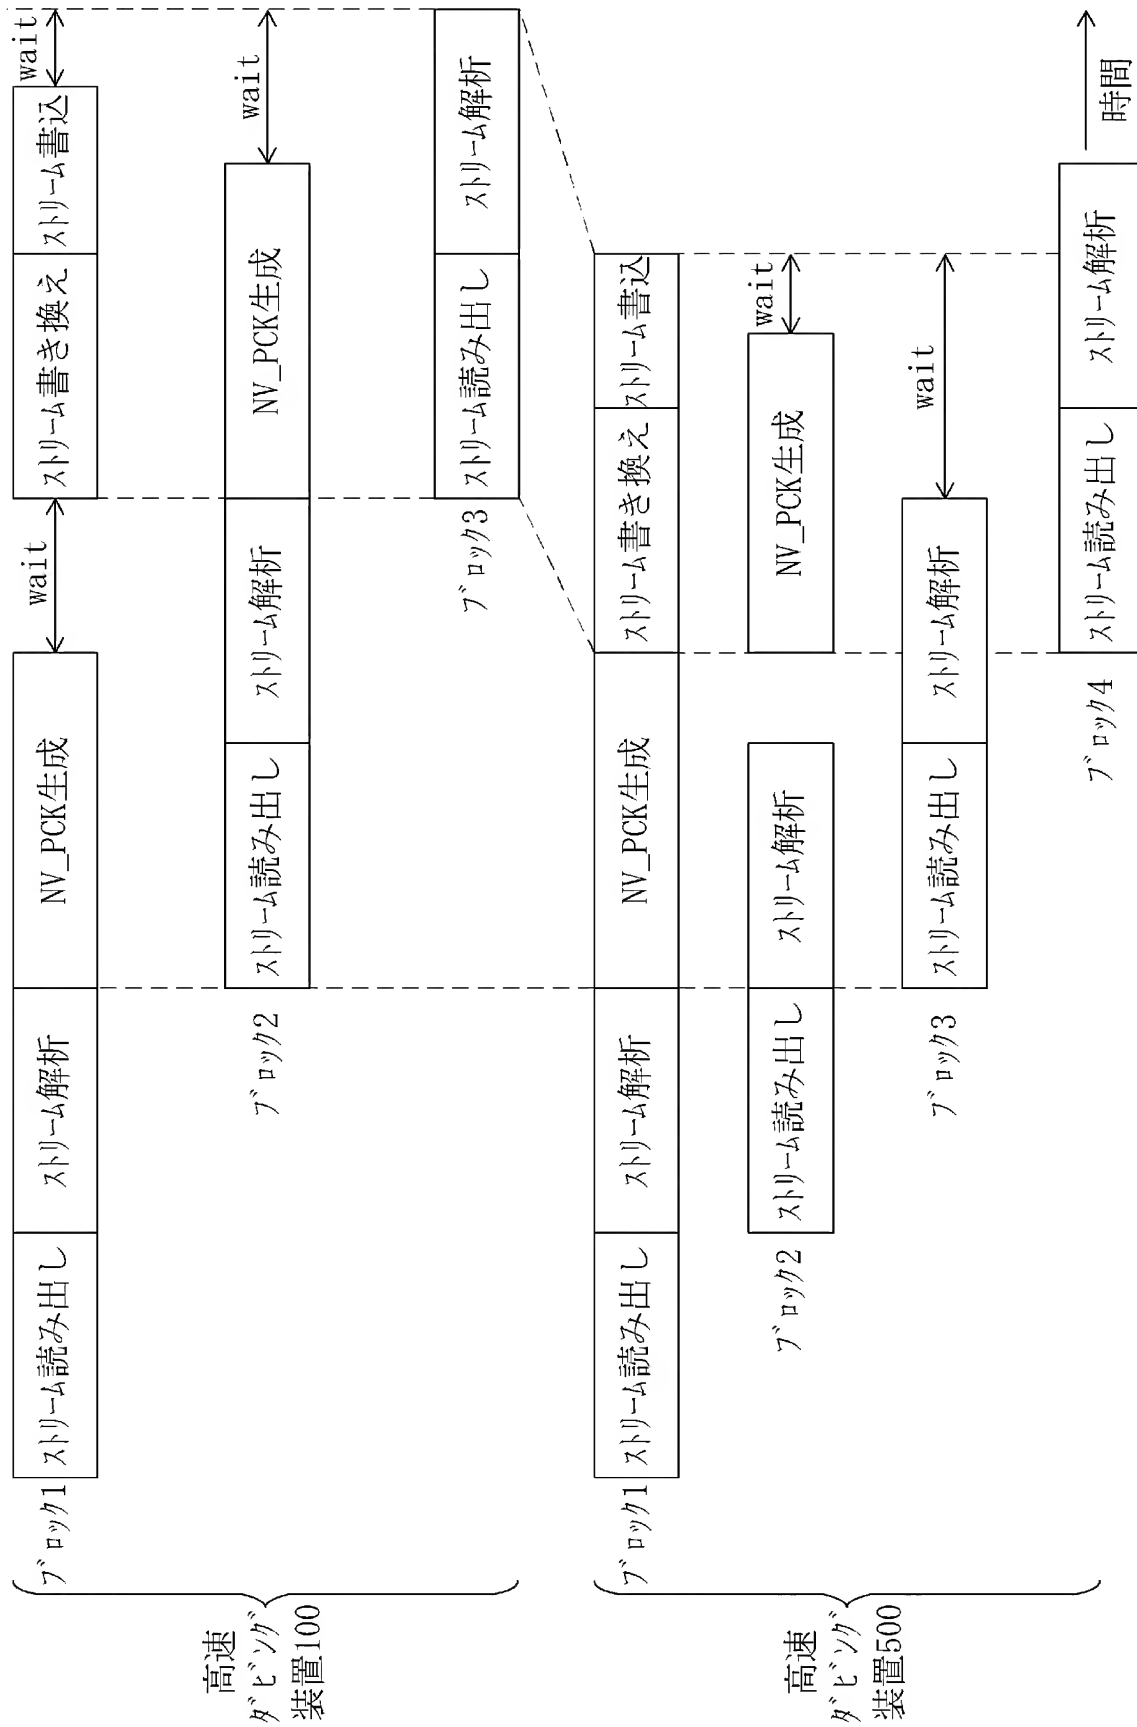 高速
ダビング
装置100
ブロック1
ストリーム読み出し
ストリーム解析
NV_PCK生成
wait
ストリーム書き換え
ストリーム書込
wait
ブロック2
ストリーム読み出し
ストリーム解析
NV_PCK生成
wait
ブロック3
ストリーム読み出し
ストリーム解析
高速
ダビング
装置500
ブロック1
ストリーム読み出し
ストリーム解析
NV_PCK生成
ストリーム書き換え
ストリーム書込
ブロック2
ストリーム読み出し
ストリーム解析
NV_PCK生成
wait
ブロック3
ストリーム読み出し
ストリーム解析
wait
ブロック4
ストリーム読み出し
ストリーム解析
時間